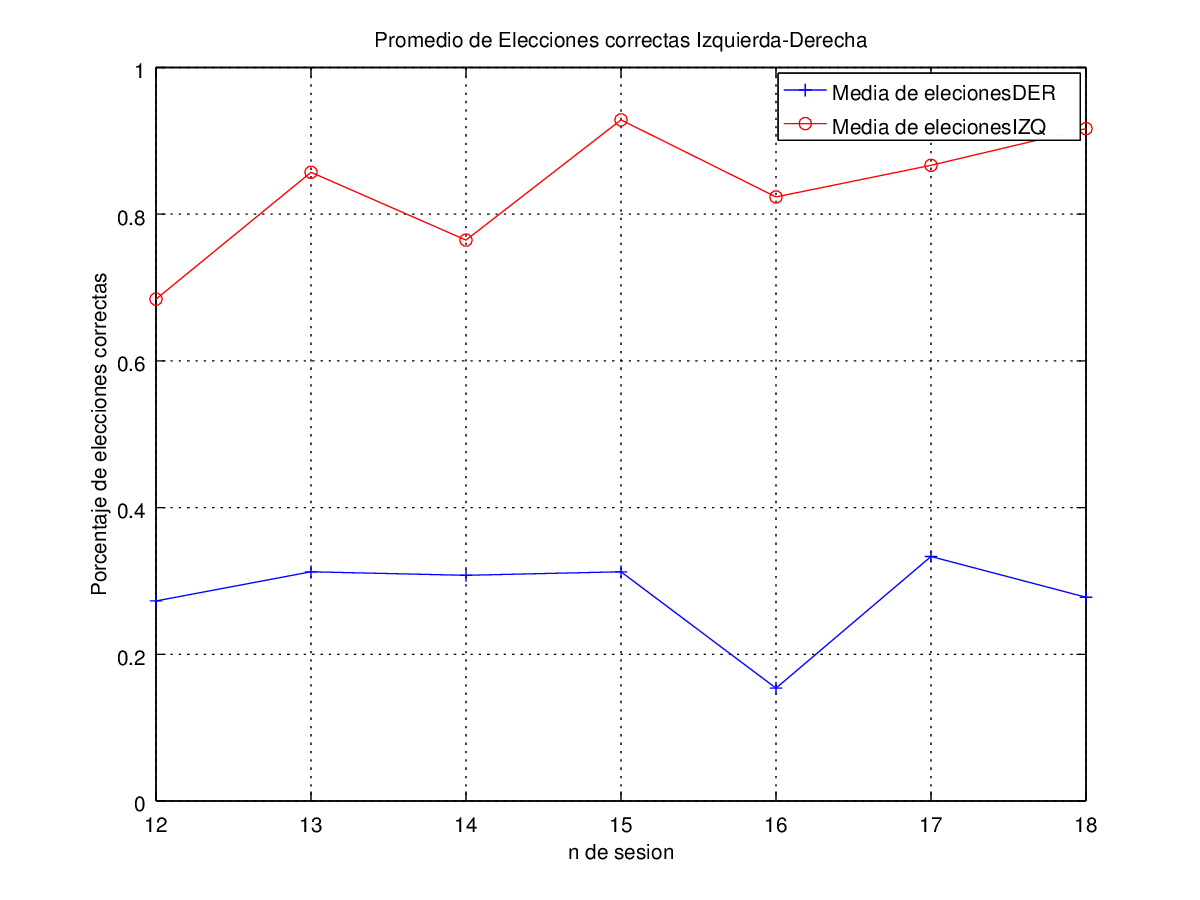 Promedio de Elecciones correctas Izquierda-Derecha
1
Media de elecionesDER
Media de elecionesIZQ
0.8
0.6
0.4
0.2
0
Porcentaje de elecciones correctas
12 13 14 15 16 17 18
n de sesion